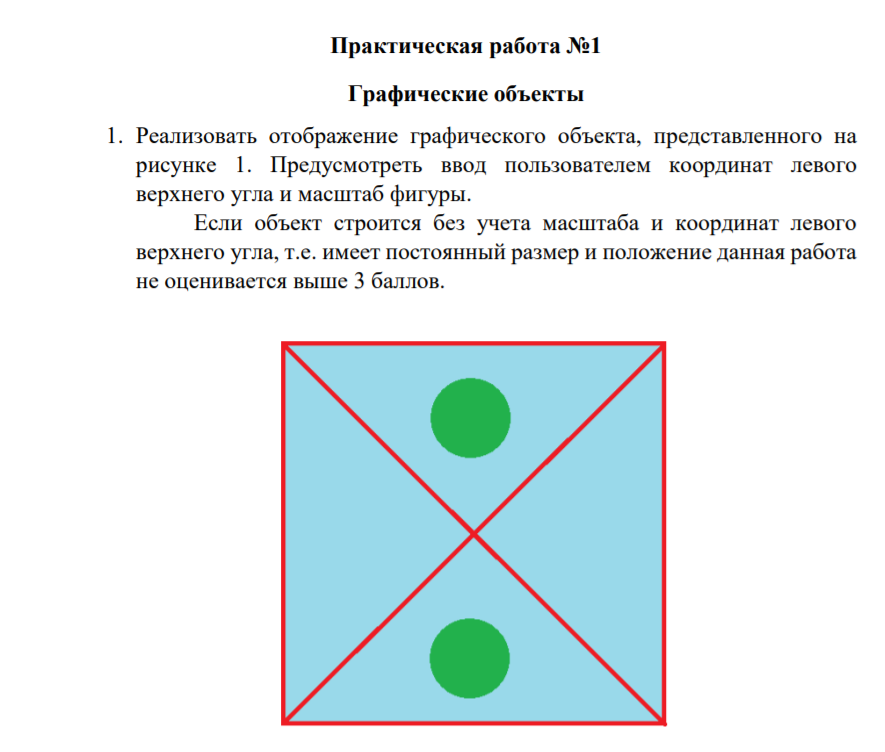 Практическая работа №1
Графические объекты
1. Реализовать отображение графического объекта, представленного на
рисунке 1. Предусмотреть ввод пользователем координат левого
верхнего угла и масштаб фигуры.
Если объект строится без учета масштаба и координат левого
верхнего угла, т.е. имеет постоянный размер и положение данная работа
не оценивается выше 3 баллов.